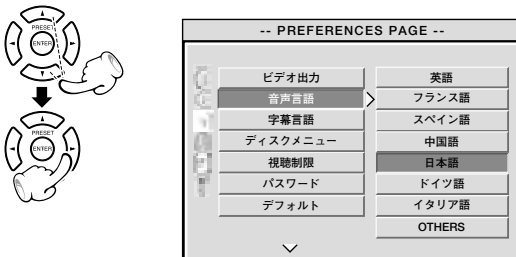 PRESET
ENTER
PRESET
ENTER
-- PREFERENCES PAGE --
ビデオ出力
音声言語
字幕言語
ディスクメニュー
視聴制限
パスワード
デフォルト
英語
フランス語
スペイン語
中国語
日本語
ドイツ語
イタリア語
OTHERS